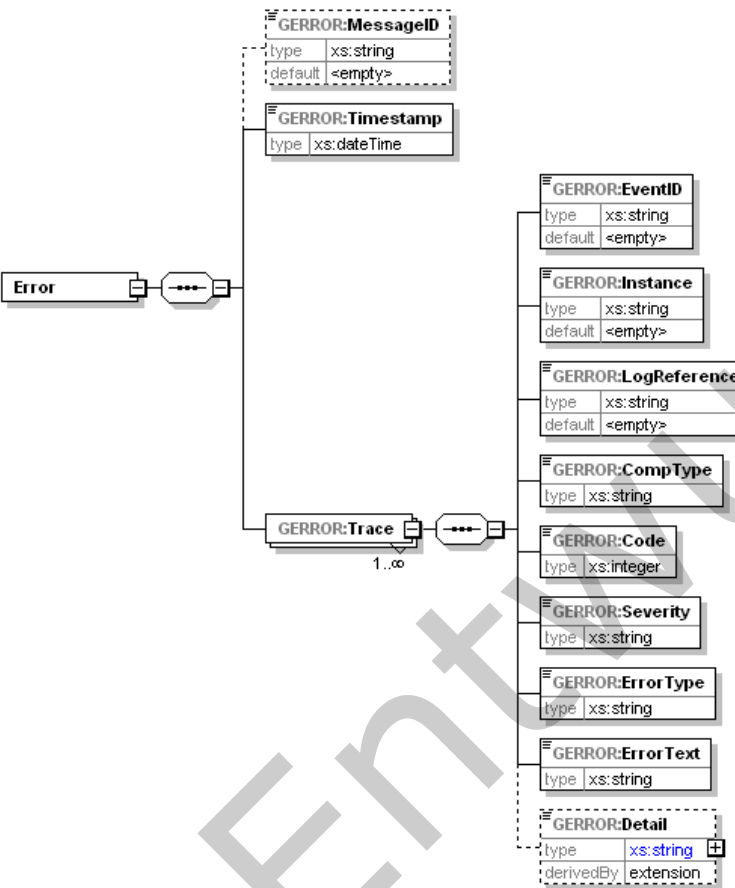 GERROR:MessageID
type xs:string
default <empty>
GERROR:Timestamp
type xs:dateTime
GERROR:EventID
type xs:string
default <empty>
Error
GERROR:Instance
type xs:string
default <empty>
GERROR:LogReference
type xs:string
default <empty>
GERROR:CompType
type xs:string
GERROR:Trace
1..∞
GERROR:Code
type xs:integer
GERROR:Severity
type xs:string
GERROR:ErrorType
type xs:string
GERROR:ErrorText
type xs:string
GERROR:Detail
type xs:string
derivedBy extension